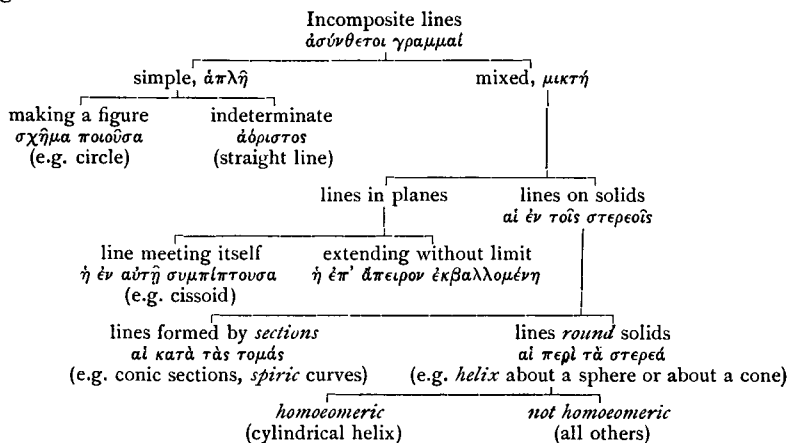 Incomposite lines
ἀσύνθετοι γραμμαί
simple, ἁπλῆ
mixed, μικτή
making a figure
σχῆμα ποιοῦσα
(e.g. circle)
indeterminate
ἀόριστος
(straight line)
lines in planes
lines on solids
αἱ ἐν τοῖς στερεοῖς
line meeting itself
ἡ ἐν αὑτῇ συμπίπτουσα
(e.g. cissoid)
extending without limit
ἡ ἐπ' ἄπειρον ἐκβαλλομένη
lines formed by sections
αἱ κατὰ τὰς τομάς
(e.g. conic sections, spiric curves)
lines round solids
αἱ περὶ τὰ στερεά
(e.g. helix about a sphere or about a cone)
homoeomeric
(cylindrical helix)
not homoeomeric
(all others)